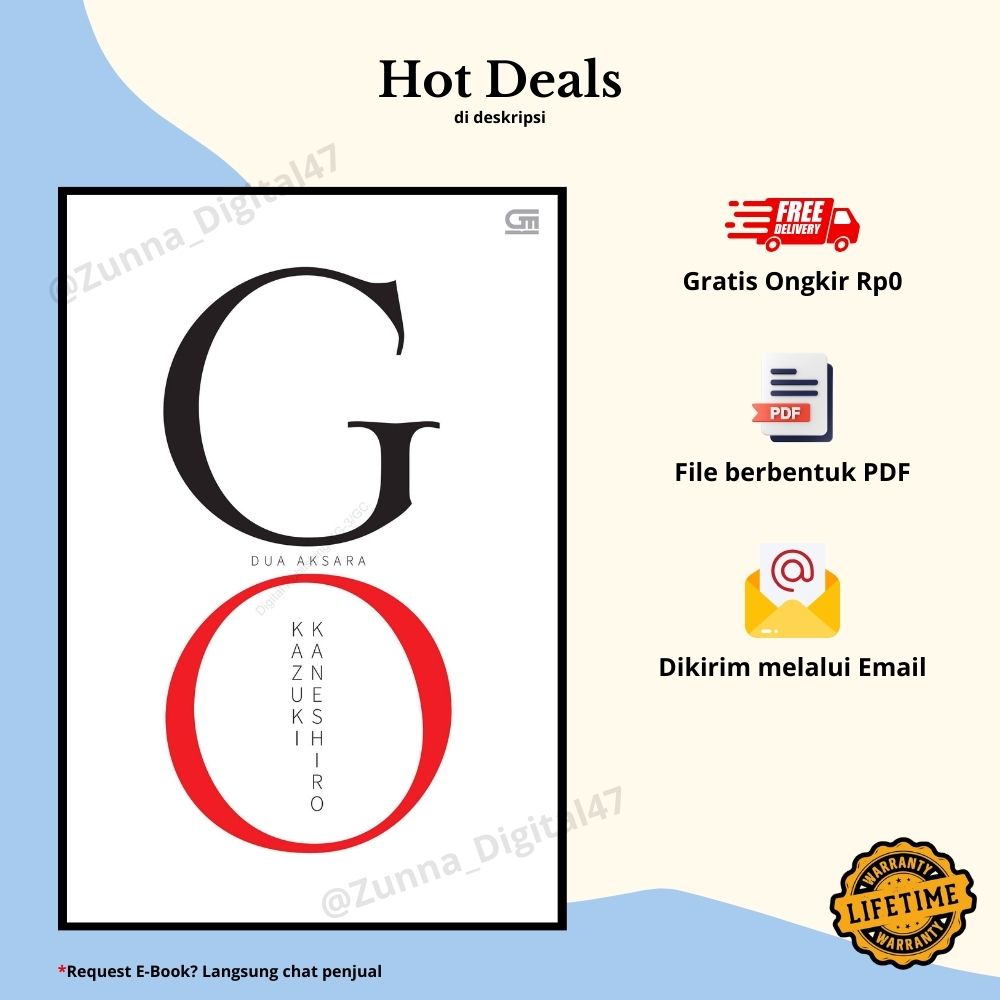 Hot Deals
di deskripsi
@Zunna_Digital47
GM
G
DUA AKSARA
O
KAZUKI
KANESHIRO
@Zunna_Digital47
FREE
DELIVERY
Gratis Ongkir Rp0
PDF
File berbentuk PDF
@
Dikirim melalui Email
WARRANTY
LIFETIME
WARRANTY
*Request E-Book? Langsung chat penjual